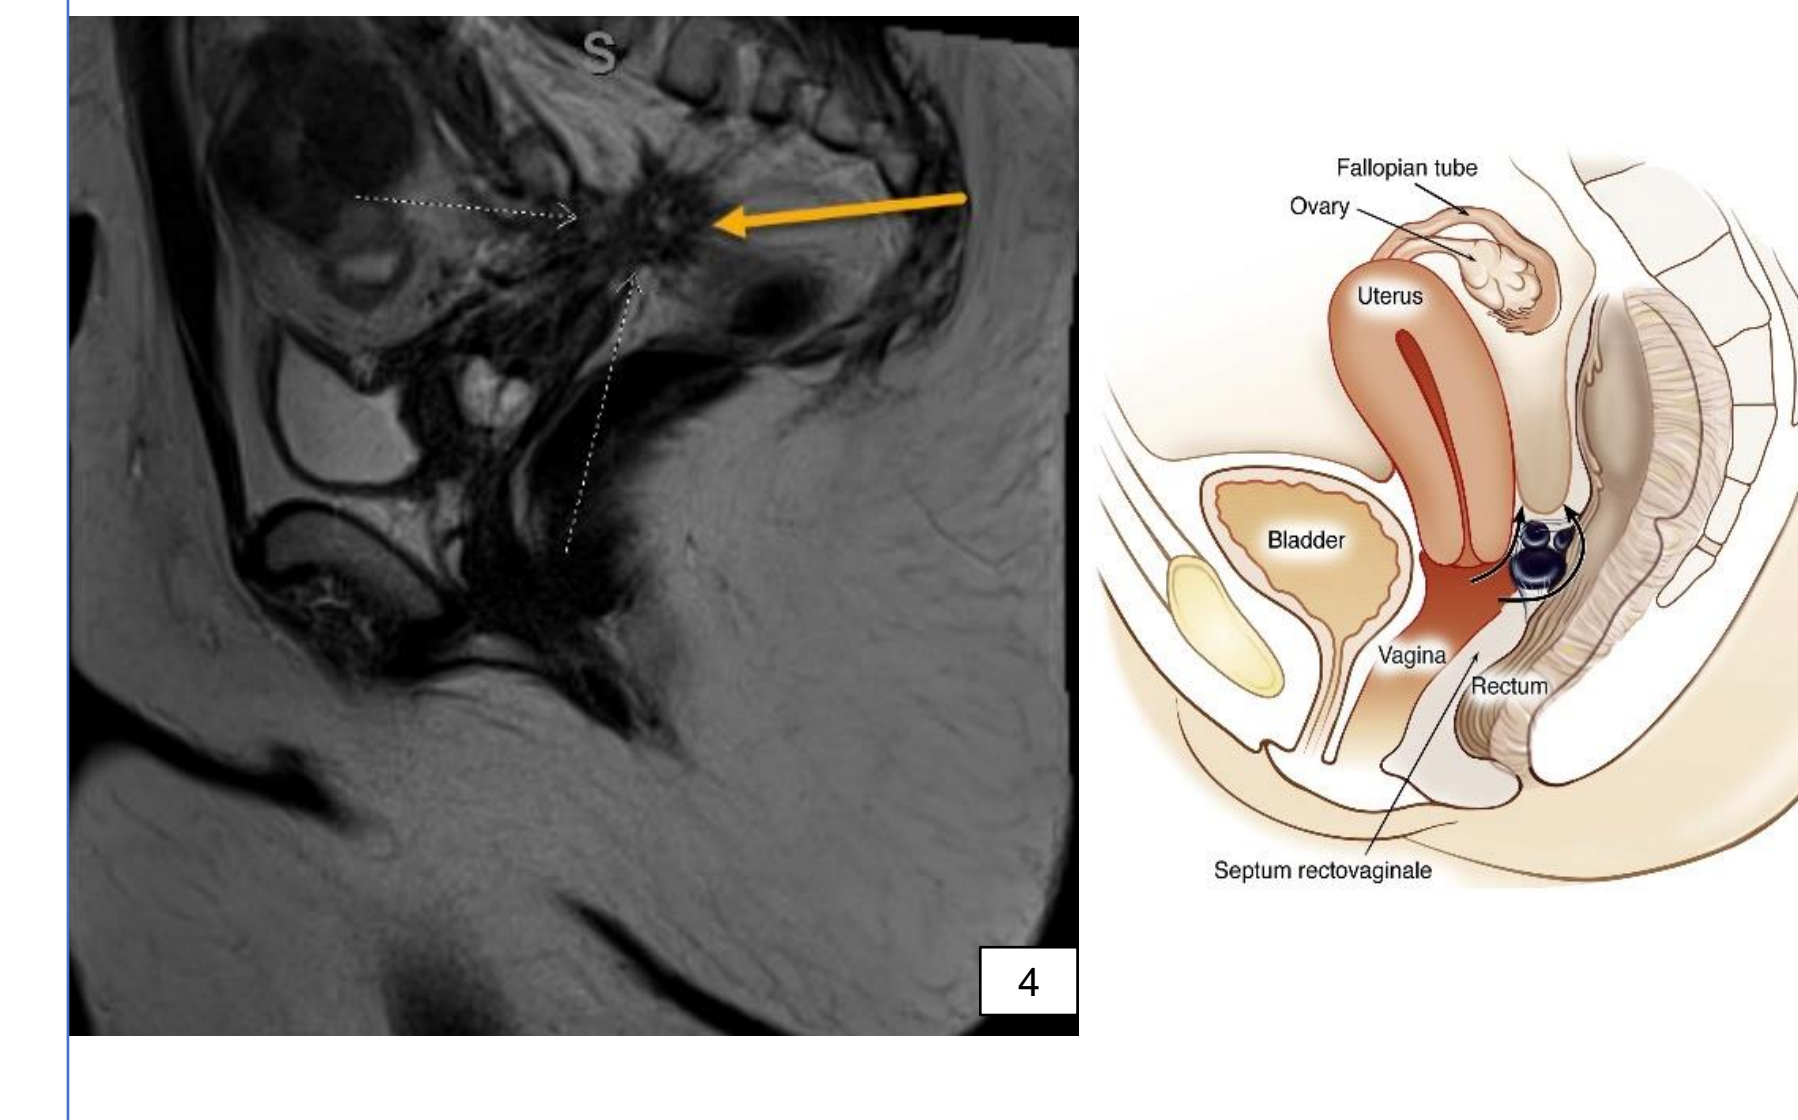 S
4
Fallopian tube
Ovary
Uterus
Bladder
Vagina
Rectum
Septum rectovaginale